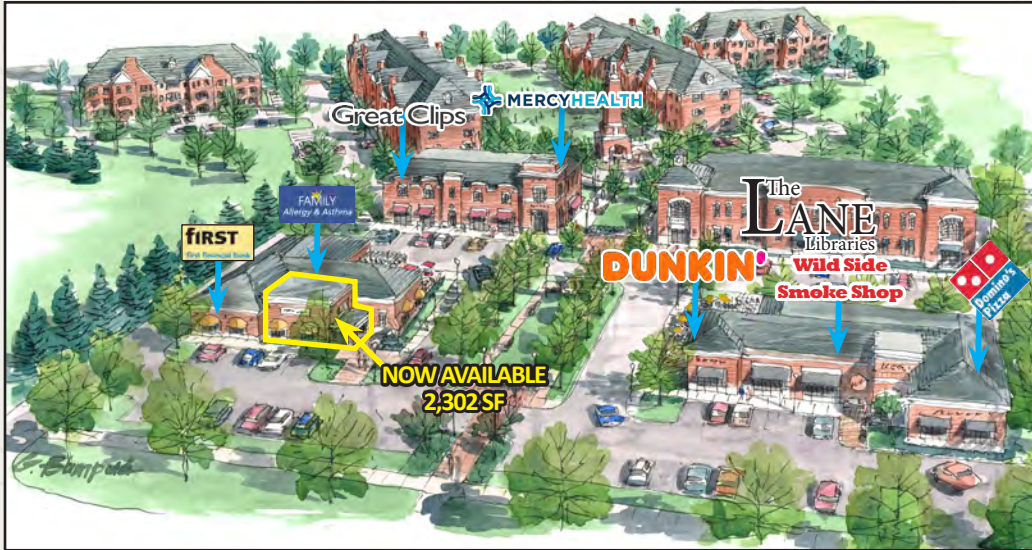 Great Clips
MERCYHEALTH
FAMILY
Allergy & Asthma
fIRST
first financial bank
The
LANE
Libraries
Wild Side
Smoke Shop
DUNKIN'
Domino's
Pizza
NOW AVAILABLE
2,302 SF